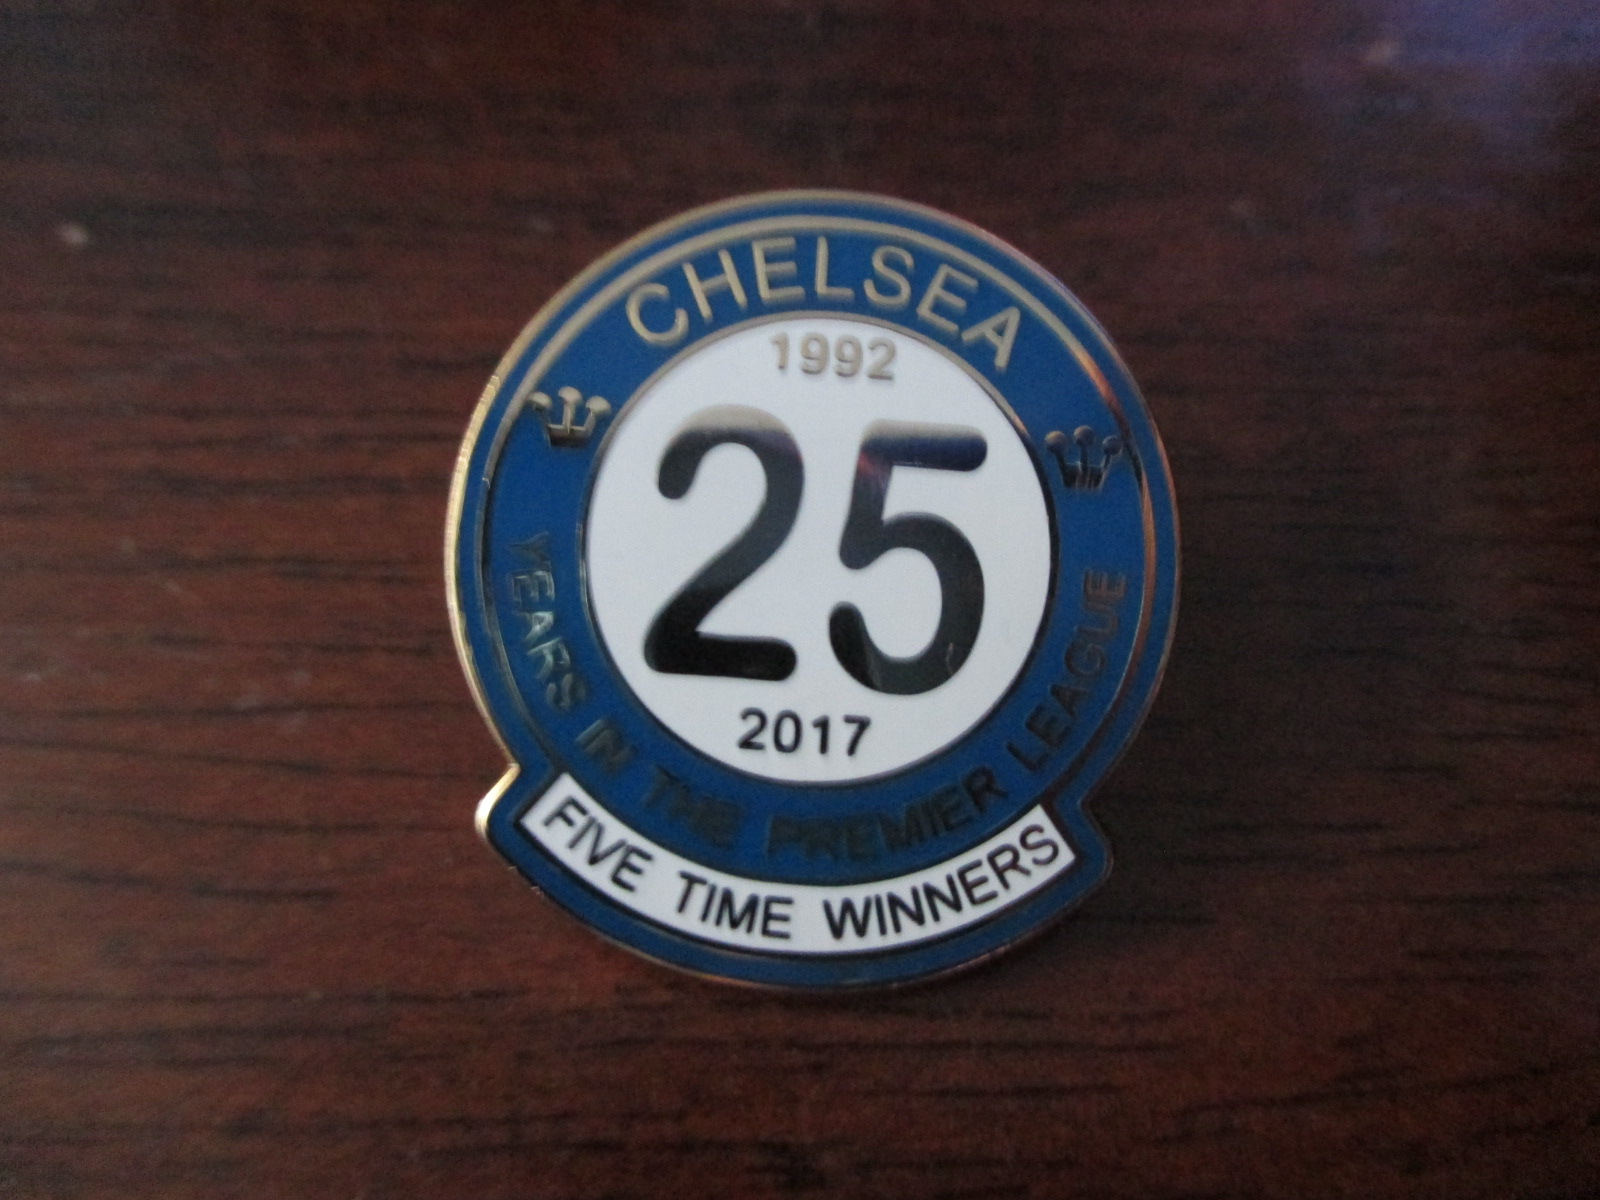 CHELSEA
1992
25
2017
YEARS IN THE PREMIER LEAGUE
FIVE TIME WINNERS